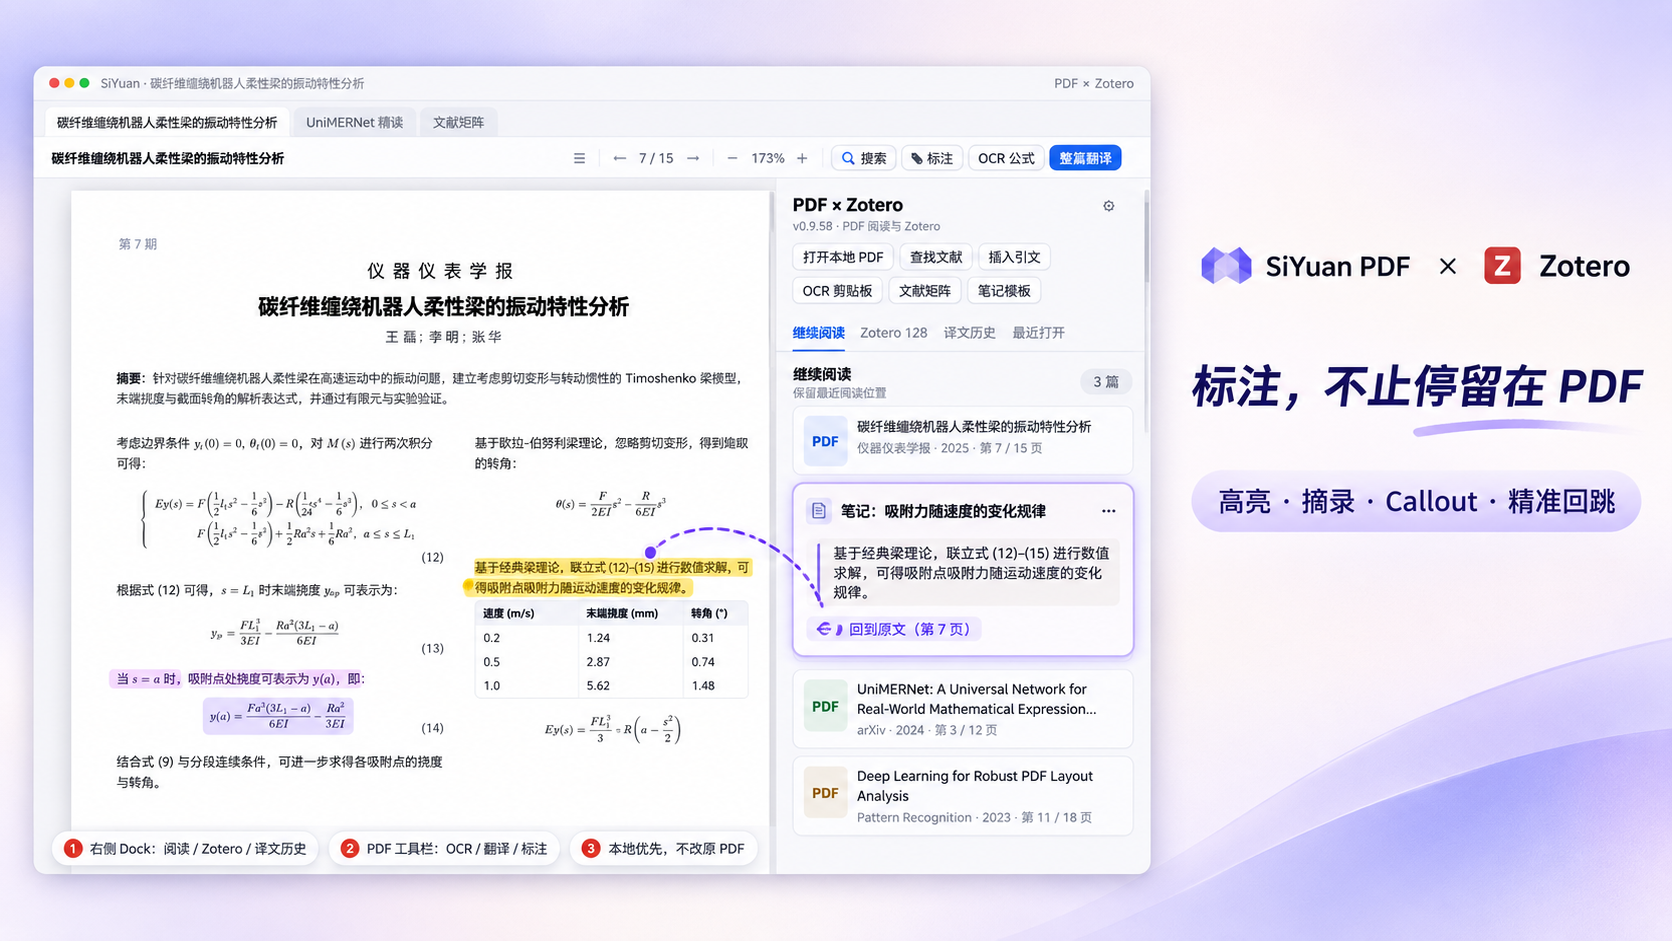 SiYuan · 碳纤维缠绕机器人柔性梁的振动特性分析
PDF × Zotero
碳纤维缠绕机器人柔性梁的振动特性分析
UniMERNet 精读
文献矩阵
碳纤维缠绕机器人柔性梁的振动特性分析
7 / 15
173%
搜索
标注
OCR 公式
整篇翻译
第 7 期
仪器仪表学报
碳纤维缠绕机器人柔性梁的振动特性分析
王磊；李明；张华
摘要：针对碳纤维缠绕机器人柔性梁在高速运动中的振动问题，建立考虑剪切变形与转动惯性的 Timoshenko 梁模型，
末端挠度与截面转角的解析表达式，并通过有限元与实验验证。
考虑边界条件 y_t(0) = 0, θ_t(0) = 0，对 M(s) 进行两次积分
可得：
(12)
根据式 (12) 可得，s = L₁ 时末端挠度 y_ap 可表示为：
(13)
当 s = a 时，吸附点处挠度可表示为 y(a)，即：
y(a) = Fa³(3L₁ − a)/6EI − Ra²/3EI
(14)
结合式 (9) 与分段连续条件，可进一步求得各吸附点的挠度
与转角。
基于欧拉-伯努利梁理论，忽略剪切变形，得到
的转角：
θ(s) = F/2EI s² − R/6EI s³
基于经典梁理论，联立式 (12)–(15) 进行数值求解，可
得吸附点吸附力随运动速度的变化规律。
速度 (m/s) 末端挠度 (mm) 转角 (°)
0.2 1.24 0.31
0.5 2.87 0.74
1.0 5.62 1.48
PDF × Zotero
v0.9.58 · PDF 阅读与 Zotero
打开本地 PDF
查找文献
插入引文
OCR 剪贴板
文献矩阵
笔记模板
继续阅读
Zotero 128
译文历史
最近打开
继续阅读
保留最近阅读位置
3 篇
PDF
碳纤维缠绕机器人柔性梁的振动特性分析
仪器仪表学报 · 2025 · 第 7 / 15 页
笔记：吸附力随速度的变化规律
基于经典梁理论，联立式 (12)–(15) 进行数值
求解，可得吸附点吸附力随运动速度的变化
规律。
回到原文（第 7 页）
PDF
UniMERNet: A Universal Network for
Real-World Mathematical Expression...
arXiv · 2024 · 第 3 / 12 页
PDF
Deep Learning for Robust PDF Layout
Analysis
Pattern Recognition · 2023 · 第 11 / 18 页
1 右侧 Dock：阅读 / Zotero / 译文历史
2 PDF 工具栏：OCR / 翻译 / 标注
3 本地优先，不改原 PDF
SiYuan PDF × Z Zotero
标注，不止停留在 PDF
高亮 · 摘录 · Callout · 精准回跳